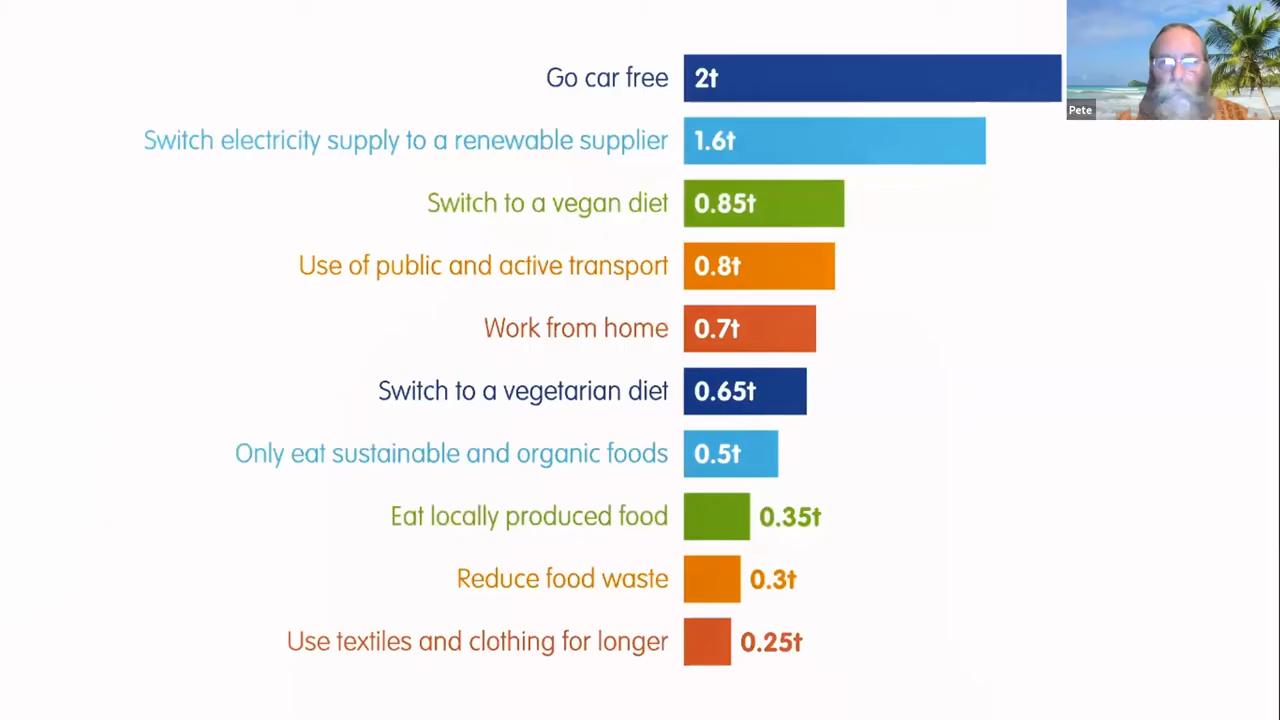 Go car free 2t
Pete
Switch electricity supply to a renewable supplier 1.6t
Switch to a vegan diet 0.85t
Use of public and active transport 0.8t
Work from home 0.7t
Switch to a vegetarian diet 0.65t
Only eat sustainable and organic foods 0.5t
Eat locally produced food 0.35t
Reduce food waste 0.3t
Use textiles and clothing for longer 0.25t